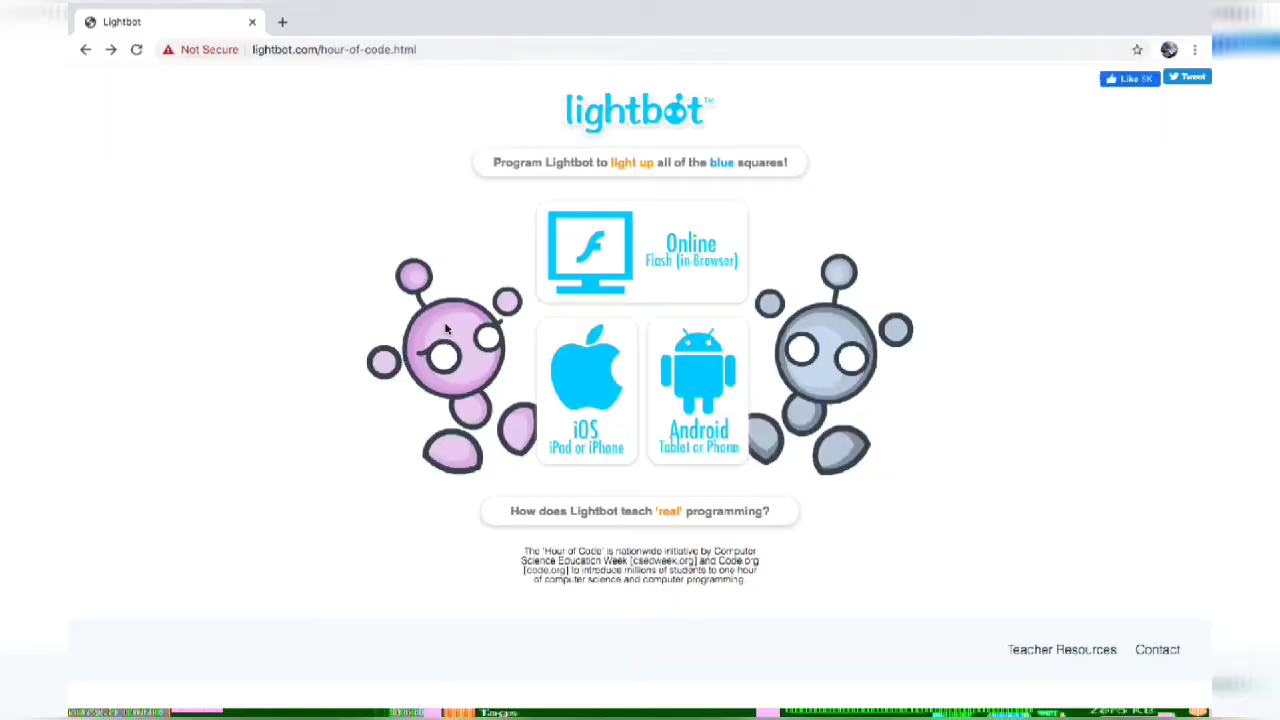 Lightbot
Not Secure lightbot.com/hour-of-code.html
Like 5K Tweet
lightbot™
Program Lightbot to light up all of the blue squares!
Online
Flash (in-Browser)
iOS
iPad or iPhone
Android
Tablet or Phone
How does Lightbot teach 'real' programming?
The 'Hour of Code' is nationwide initiative by Computer
Science Education Week [csedweek.org] and Code.org
[code.org] to introduce millions of students to one hour
of computer science and computer programming.
Teacher Resources Contact
Tags